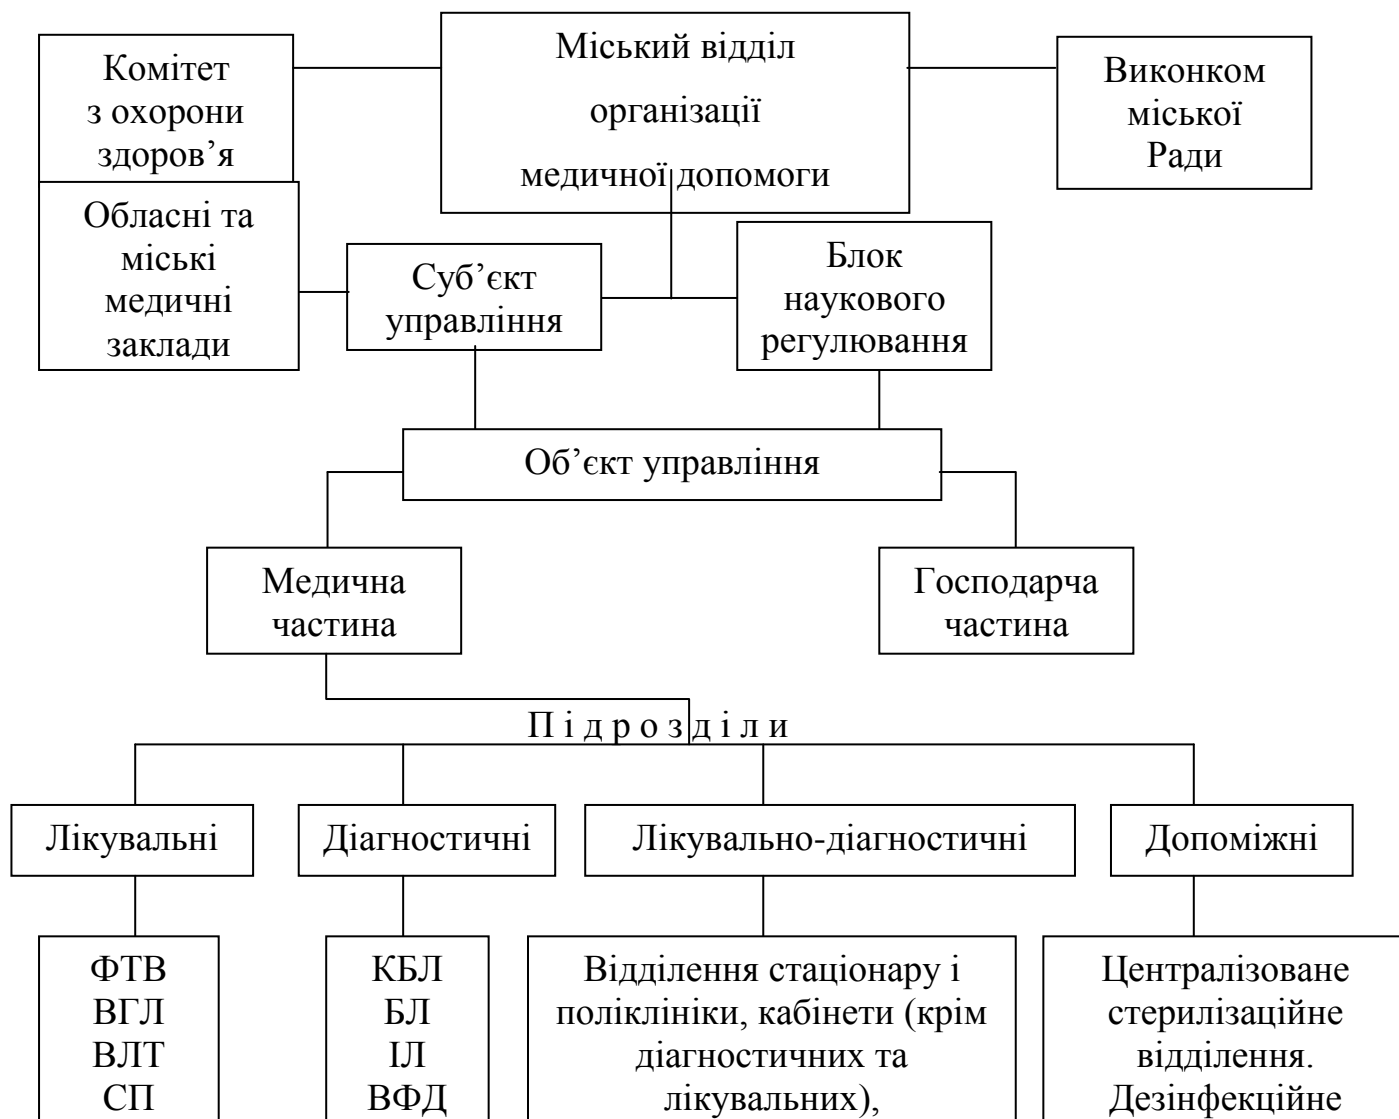 Комітет
з охорони
здоров’я
Міський відділ
організації
медичної допомоги
Виконком
міської
Ради
Обласні та
міські
медичні
заклади
Суб’єкт
управління
Блок
наукового
регулювання
Об’єкт управління
Медична
частина
Господарча
частина
П і д р о з д і л и
Лікувальні
Діагностичні
Лікувально-діагностичні
Допоміжні
ФТВ
ВГЛ
ВЛТ
СП
КБЛ
БЛ
ІЛ
ВФД
Відділення стаціонару і
поліклініки, кабінети (крім
діагностичних та
лікувальних),
Централізоване
стерилізаційне
відділення.
Дезінфекційне